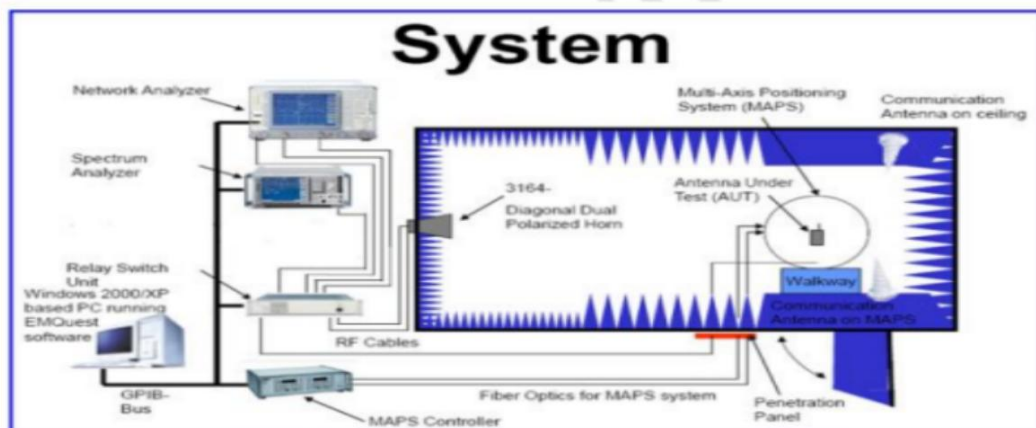 System
Network Analyzer
Spectrum
Analyzer
Relay Switch
Unit
Windows 2000/XP
based PC running
EMQuest
software
GPIB-
Bus
MAPS Controller
RF Cables
Fiber Optics for MAPS system
3164-
Diagonal Dual
Polarized Horn
Multi-Axis Positioning
System (MAPS)
Communication
Antenna on ceiling
Antenna Under
Test (AUT)
Walkway
Communication
Antenna on MAPS
Penetration
Panel